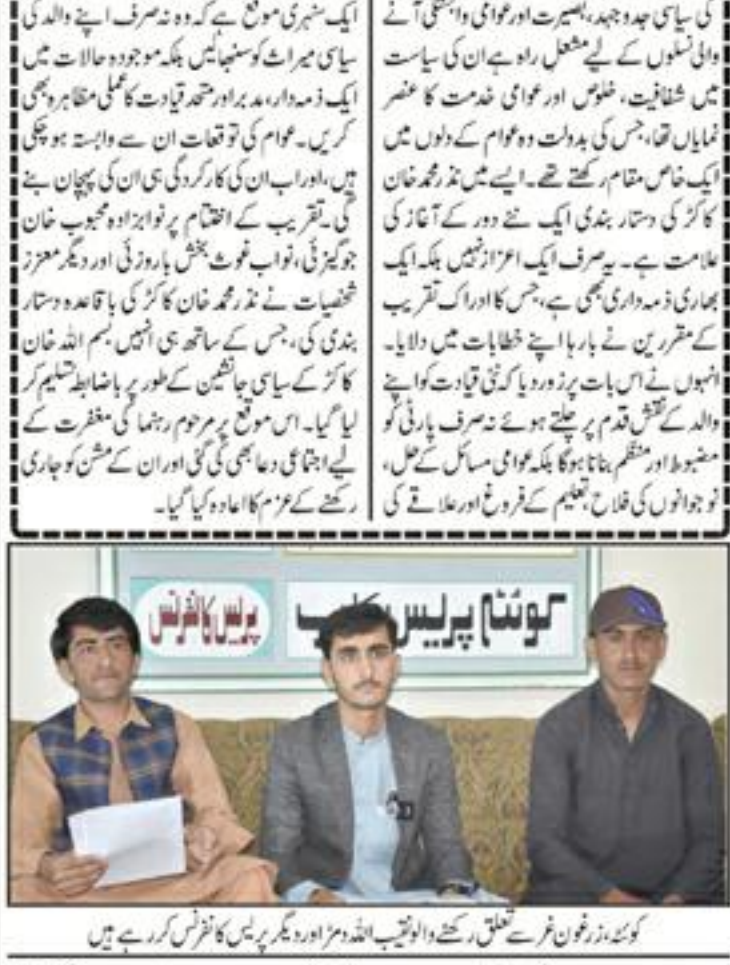 کی سیاسی جدوجہد، بصیرت اور عوامی وابستگی آنے
والی نسلوں کے لیے مشعل راہ ہے ان کی سیاست
میں شفافیت، خلوص اور عوامی خدمت کا عنصر
نمایاں تھا، جس کی بدولت وہ عوام کے دلوں میں
ایک خاص مقام رکھتے تھے۔ ایسے میں نذر محمد خان
کاکڑ کی دستار بندی ایک نئے دور کے آغاز کی
علامت ہے۔ یہ صرف ایک اعزاز نہیں بلکہ ایک
بھاری ذمہ داری بھی ہے، جس کا ادراک تقریب
کے مقررین نے بارہا اپنے خطابات میں دلایا۔
انہوں نے اس بات پر زور دیا کہ نئی قیادت کو اپنے
والد کے نقش قدم پر چلتے ہوئے نہ صرف پارٹی کو
مضبوط اور منظم بنانا ہوگا بلکہ عوامی مسائل کے حل،
نوجوانوں کی فلاح، تعلیم کے فروغ اور علاقے کی
ایک سنہری موقع ہے کہ وہ نہ صرف اپنے والد کی
سیاسی میراث کو سنبھالیں بلکہ موجودہ حالات میں
ایک ذمہ دار، مدبر اور متحد قیادت کا عملی مظاہرہ بھی
کریں۔ عوام کی توقعات ان سے وابستہ ہو چکی
ہیں، اور اب ان کی کارکردگی ہی ان کی پہچان بنے
گی۔ تقریب کے اختتام پر نوابزادہ محبوب خان
جوگیزئی، نواب غوث بخش باروزئی اور دیگر معزز
شخصیات نے نذر محمد خان کاکڑ کی باقاعدہ دستار
بندی کی، جس کے ساتھ ہی انہیں بسم اللہ خان
کاکڑ کے سیاسی جانشین کے طور پر باضابطہ تسلیم کر
لیا گیا۔ اس موقع پر مرحوم رہنما کی مغفرت کے
لیے اجتماعی دعا بھی کی گئی اور ان کے مشن کو جاری
رکھنے کے عزم کا اعادہ کیا گیا۔
کوئٹہ پریس کلب
پریس کانفرنس
کوئٹہ، زرغون غر سے تعلق رکھنے والو نقیب اللہ دمڑ اور دیگر پریس کانفرنس کر رہے ہیں